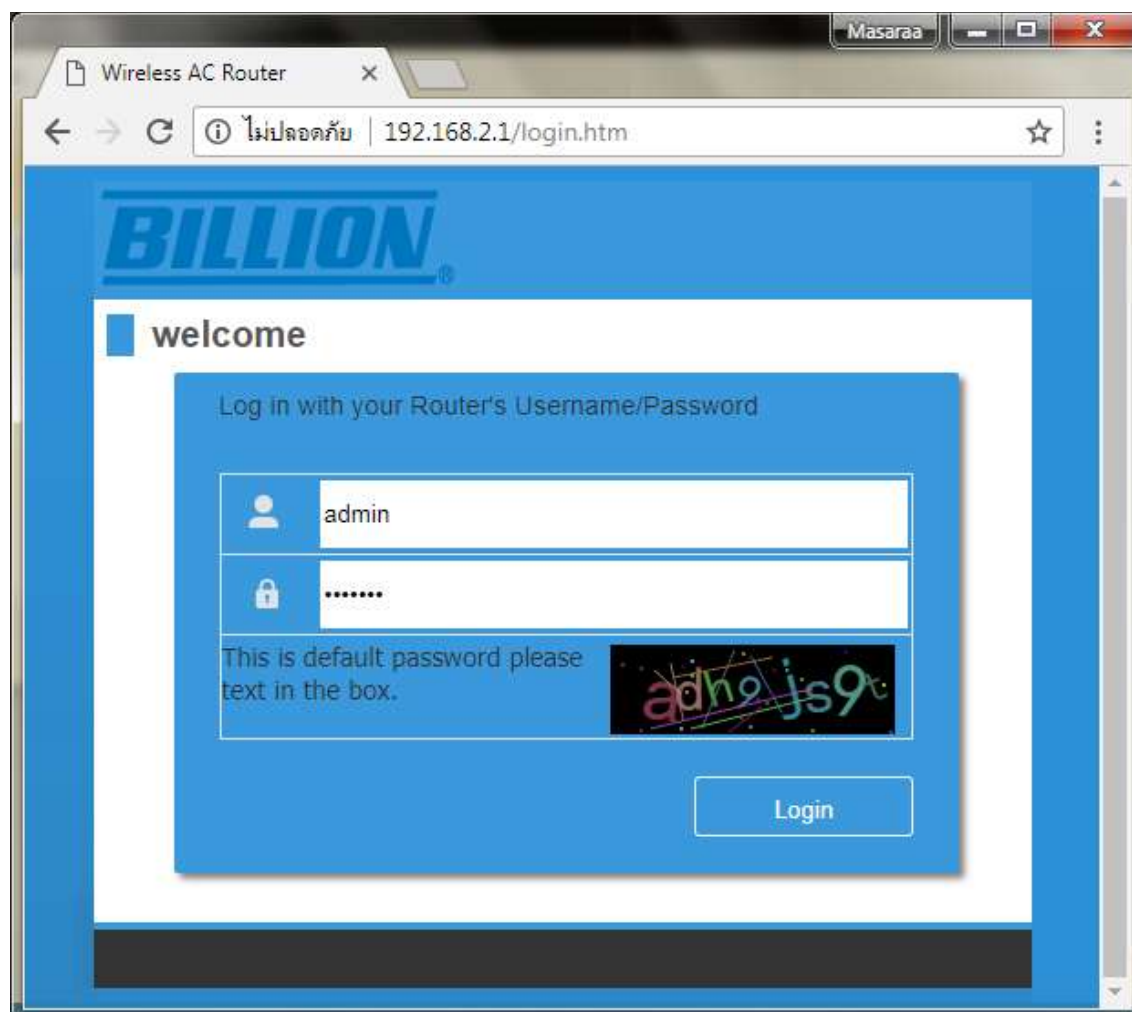 Masaraa
Wireless AC Router
ไม่ปลอดภัย | 192.168.2.1/login.htm
BILLION®
welcome
Log in with your Router's Username/Password
admin
•••••••
This is default password please
text in the box.
adh9js9t
Login